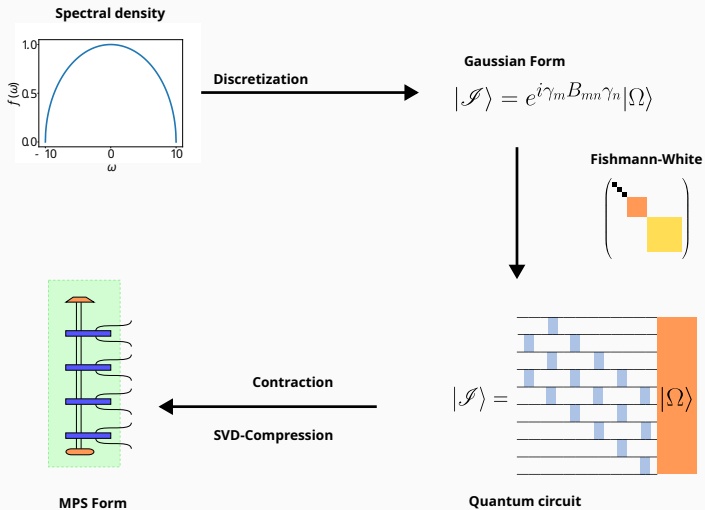 Spectral density
1.0
0.5
0.0
f(ω)
- 10
0
10
ω
Discretization
Gaussian Form
|𝓘⟩ = e^{iγ_m B_{mn} γ_n}|Ω⟩
Fishmann-White
Contraction
SVD-Compression
|𝓘⟩ =
|Ω⟩
MPS Form
Quantum circuit